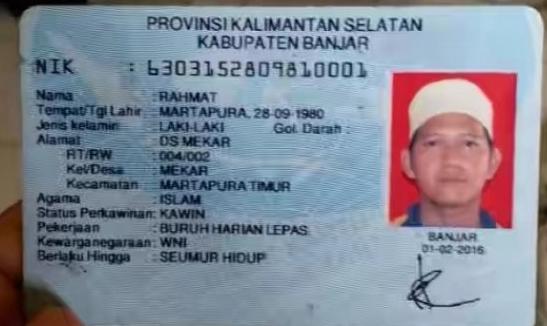 PROVINSI KALIMANTAN SELATAN
KABUPATEN BANJAR
NIK : 6303152809810001
Nama : RAHMAT
Tempat/Tgl Lahir : MARTAPURA, 28-09-1980
Jenis kelamin : LAKI-LAKI Gol. Darah :
Alamat : DS MEKAR
RT/RW : 004/002
Kel/Desa : MEKAR
Kecamatan : MARTAPURA TIMUR
Agama : ISLAM
Status Perkawinan: KAWIN
Pekerjaan : BURUH HARIAN LEPAS
Kewarganegaraan: WNI
Berlaku Hingga : SEUMUR HIDUP
BANJAR
01-02-2016